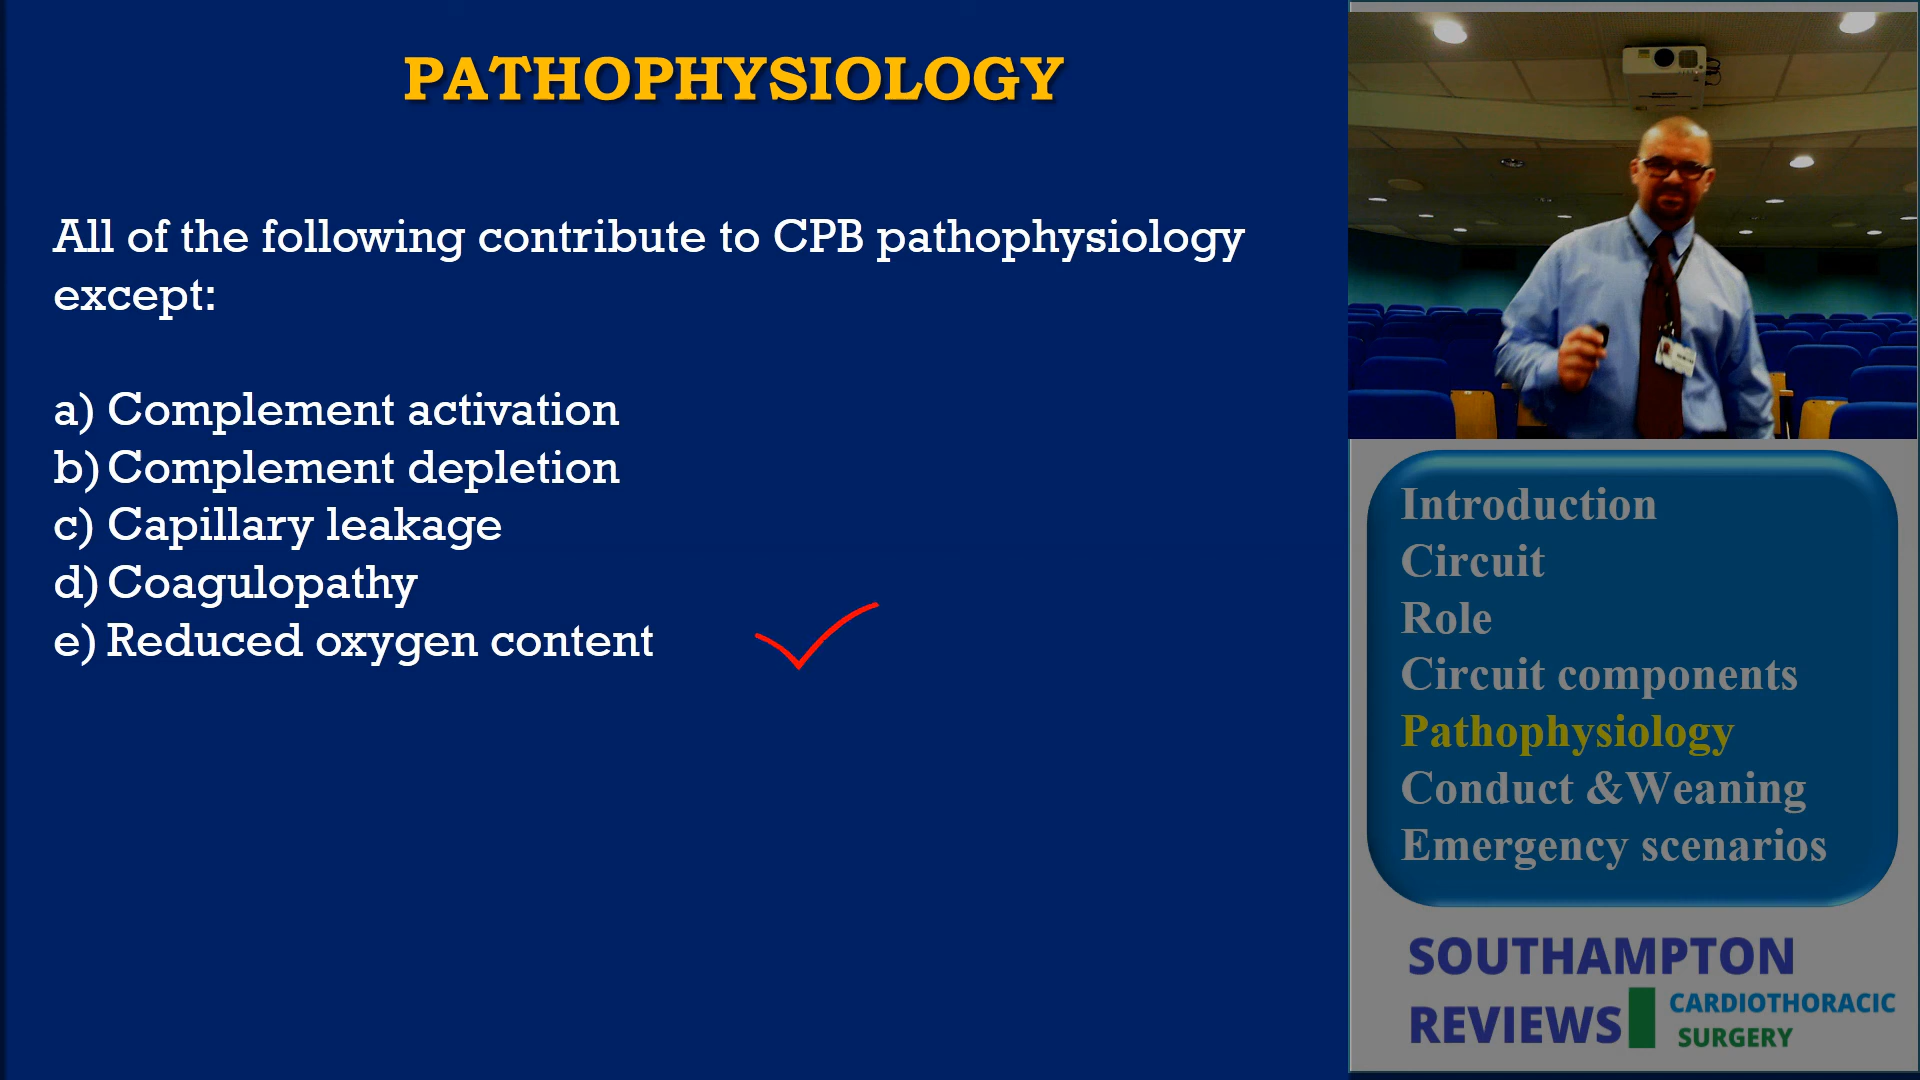 PATHOPHYSIOLOGY
All of the following contribute to CPB pathophysiology
except:
a) Complement activation
b) Complement depletion
c) Capillary leakage
d) Coagulopathy
e) Reduced oxygen content
Introduction
Circuit
Role
Circuit components
Pathophysiology
Conduct &Weaning
Emergency scenarios
SOUTHAMPTON
REVIEWS
CARDIOTHORACIC
SURGERY